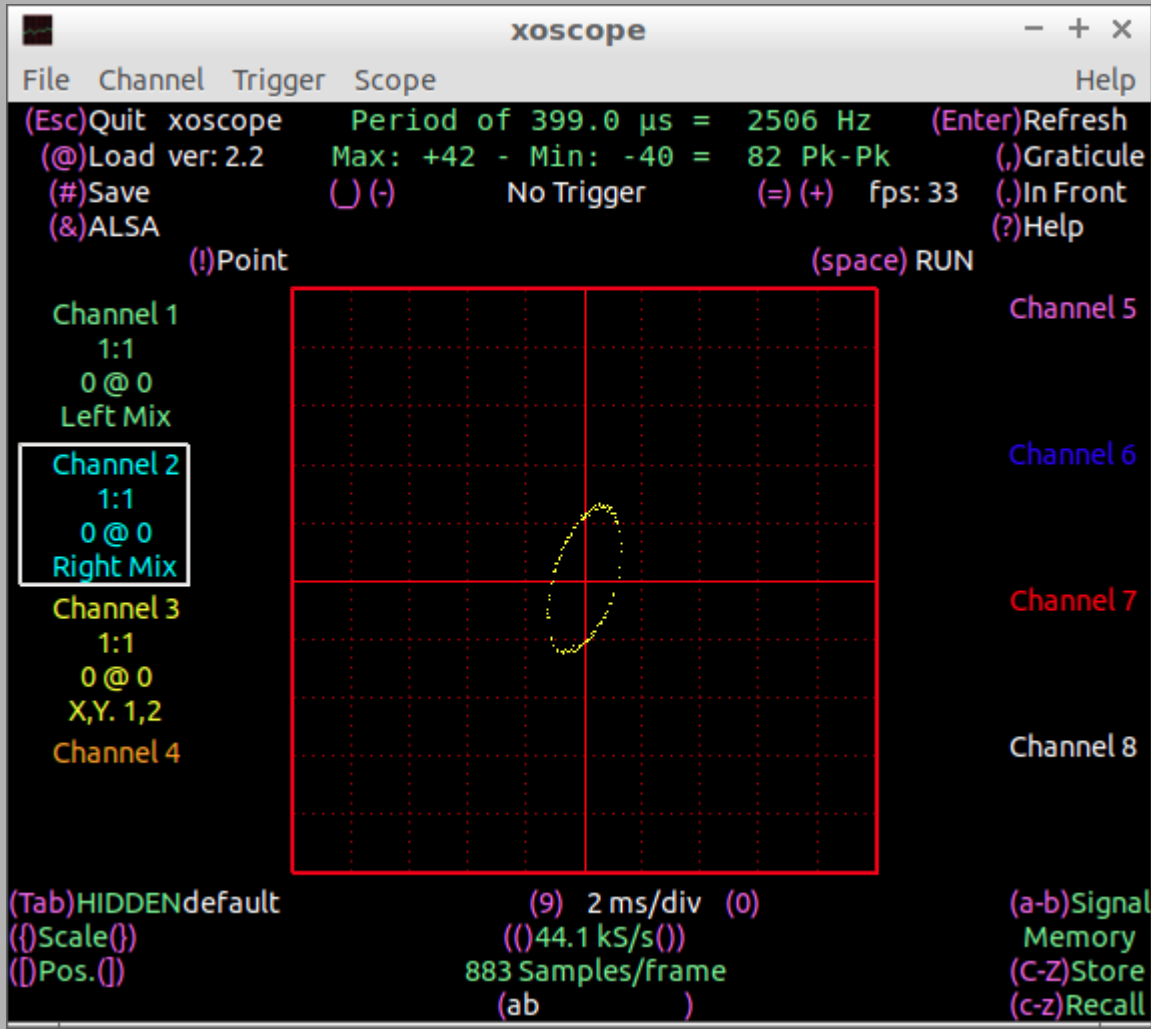 xoscope
File Channel Trigger Scope Help
(Esc)Quit xoscope Period of 399.0 µs = 2506 Hz (Enter)Refresh
(@)Load ver: 2.2 Max: +42 - Min: -40 = 82 Pk-Pk (,)Graticule
(#)Save (_) (-) No Trigger (=) (+) fps: 33 (.)In Front
(&)ALSA (?)Help
(!)Point (space) RUN
Channel 1
1:1
0 @ 0
Left Mix
Channel 2
1:1
0 @ 0
Right Mix
Channel 3
1:1
0 @ 0
X,Y. 1,2
Channel 4
Channel 5
Channel 6
Channel 7
Channel 8
(Tab)HIDDENdefault (9) 2 ms/div (0) (a-b)Signal
({)Scale(}) (()44.1 kS/s()) Memory
([)Pos.(]) 883 Samples/frame (C-Z)Store
(ab ) (c-z)Recall